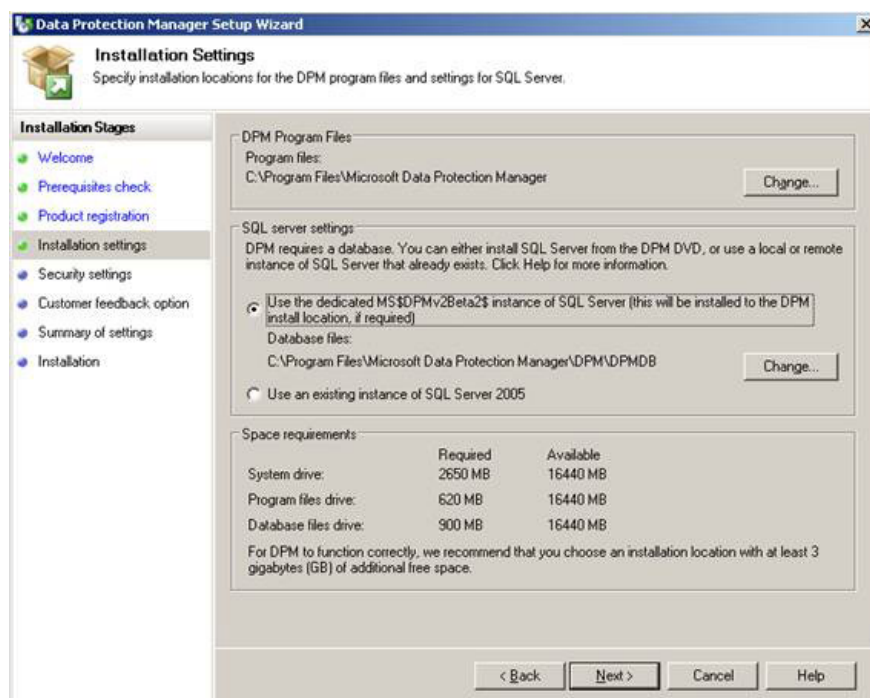 Data Protection Manager Setup Wizard
Installation Settings
Specify installation locations for the DPM program files and settings for SQL Server.
Installation Stages
Welcome
Prerequisites check
Product registration
Installation settings
Security settings
Customer feedback option
Summary of settings
Installation
DPM Program Files
Program files:
C:\Program Files\Microsoft Data Protection Manager
Change...
SQL server settings
DPM requires a database. You can either install SQL Server from the DPM DVD, or use a local or remote
instance of SQL Server that already exists. Click Help for more information.
Use the dedicated MS$DPMv2Beta2$ instance of SQL Server (this will be installed to the DPM
install location, if required)
Database files:
C:\Program Files\Microsoft Data Protection Manager\DPM\DPMDB
Change...
Use an existing instance of SQL Server 2005
Space requirements
Required Available
System drive: 2650 MB 16440 MB
Program files drive: 620 MB 16440 MB
Database files drive: 900 MB 16440 MB
For DPM to function correctly, we recommend that you choose an installation location with at least 3
gigabytes (GB) of additional free space.
< Back Next > Cancel Help